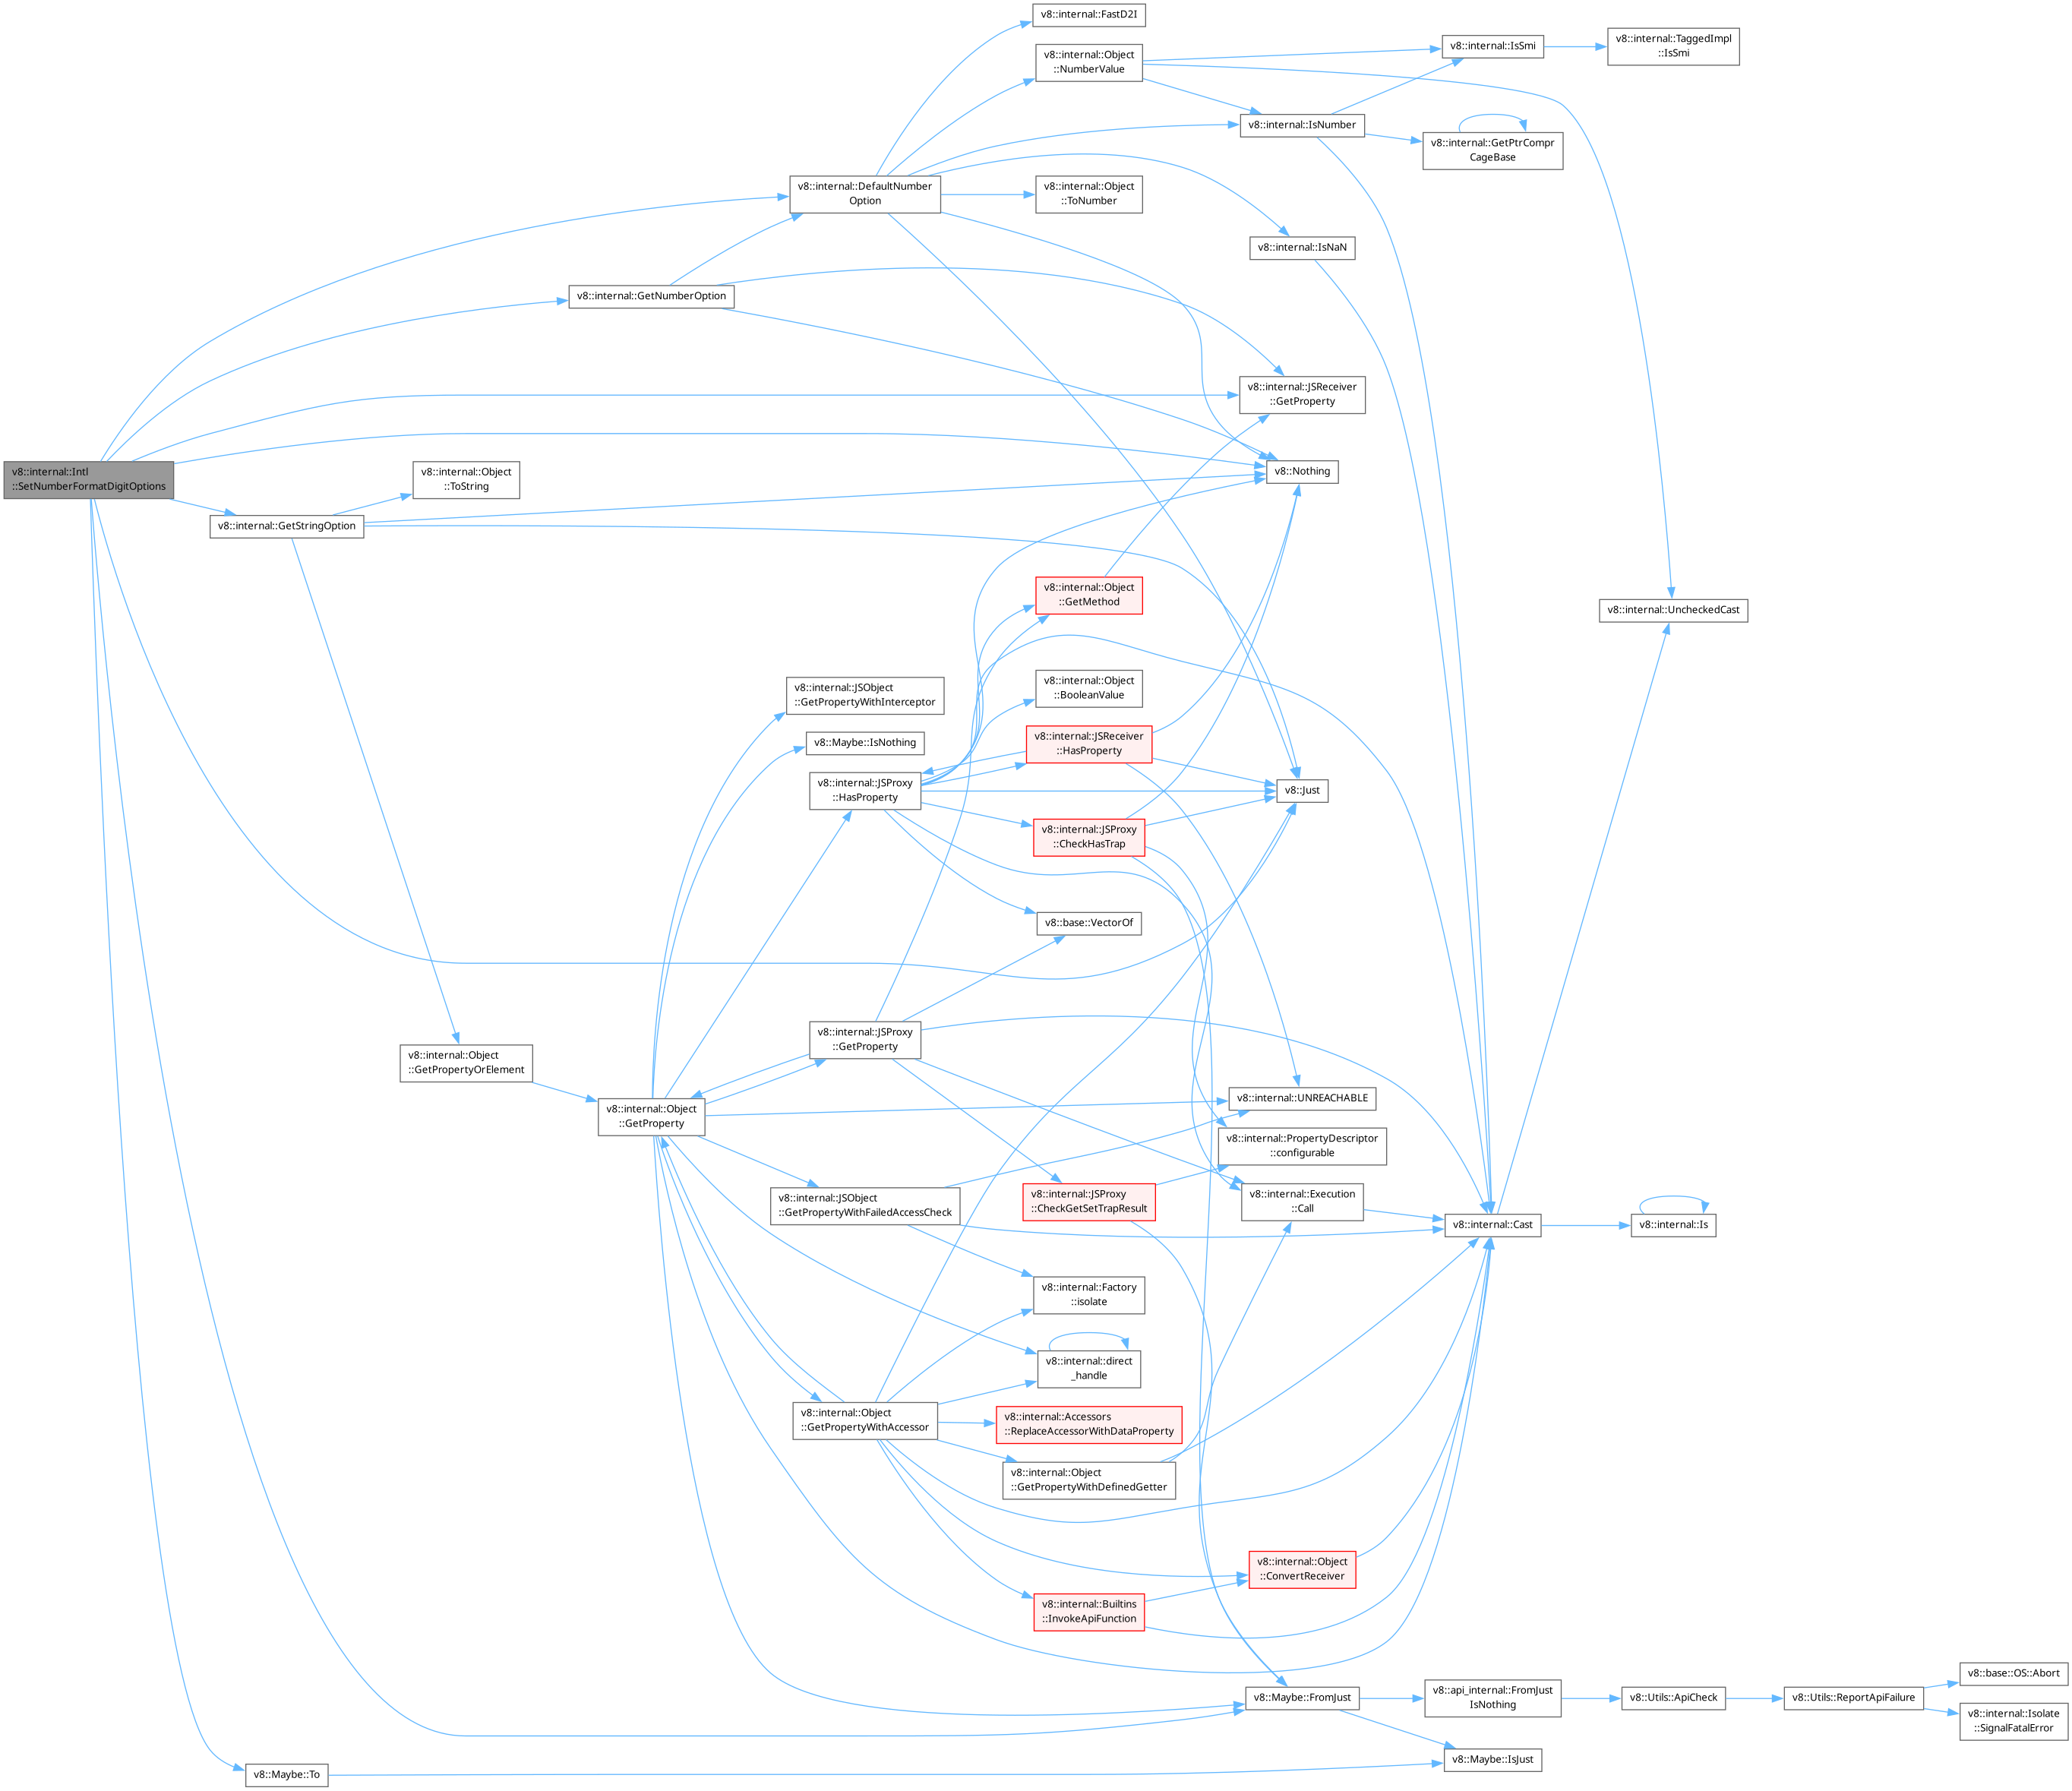 v8::internal::Intl
::SetNumberFormatDigitOptions
v8::internal::DefaultNumber
Option
v8::internal::FastD2I
v8::internal::Object
::NumberValue
v8::internal::IsSmi
v8::internal::TaggedImpl
::IsSmi
v8::internal::IsNumber
v8::internal::GetPtrCompr
CageBase
v8::internal::Object
::ToNumber
v8::internal::IsNaN
v8::internal::GetNumberOption
v8::internal::JSReceiver
::GetProperty
v8::Nothing
v8::internal::Object
::ToString
v8::internal::GetStringOption
v8::internal::Object
::GetMethod
v8::internal::UncheckedCast
v8::internal::JSObject
::GetPropertyWithInterceptor
v8::internal::Object
::BooleanValue
v8::Maybe::IsNothing
v8::internal::JSReceiver
::HasProperty
v8::internal::JSProxy
::HasProperty
v8::Just
v8::internal::JSProxy
::CheckHasTrap
v8::base::VectorOf
v8::internal::JSProxy
::GetProperty
v8::internal::Object
::GetPropertyOrElement
v8::internal::Object
::GetProperty
v8::internal::UNREACHABLE
v8::internal::PropertyDescriptor
::configurable
v8::internal::JSObject
::GetPropertyWithFailedAccessCheck
v8::internal::JSProxy
::CheckGetSetTrapResult
v8::internal::Execution
::Call
v8::internal::Cast
v8::internal::Is
v8::internal::Factory
::isolate
v8::internal::direct
_handle
v8::internal::Object
::GetPropertyWithAccessor
v8::internal::Accessors
::ReplaceAccessorWithDataProperty
v8::internal::Object
::GetPropertyWithDefinedGetter
v8::internal::Object
::ConvertReceiver
v8::internal::Builtins
::InvokeApiFunction
v8::Maybe::FromJust
v8::api_internal::FromJust
IsNothing
v8::Utils::ApiCheck
v8::Utils::ReportApiFailure
v8::base::OS::Abort
v8::internal::Isolate
::SignalFatalError
v8::Maybe::To
v8::Maybe::IsJust